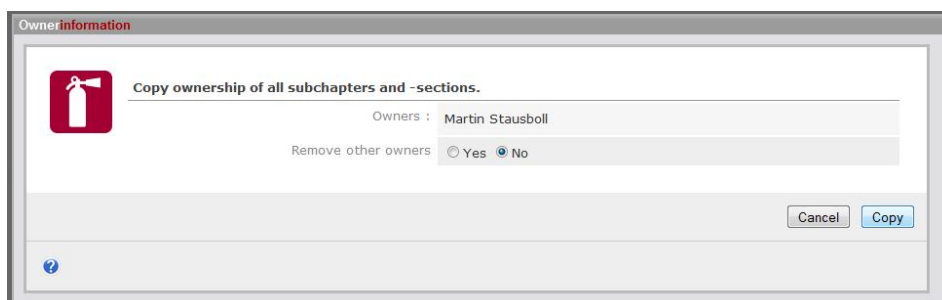 Ownerinformation
Copy ownership of all subchapters and -sections.
Owners : Martin Stausboll
Remove other owners Yes No
Cancel Copy
?